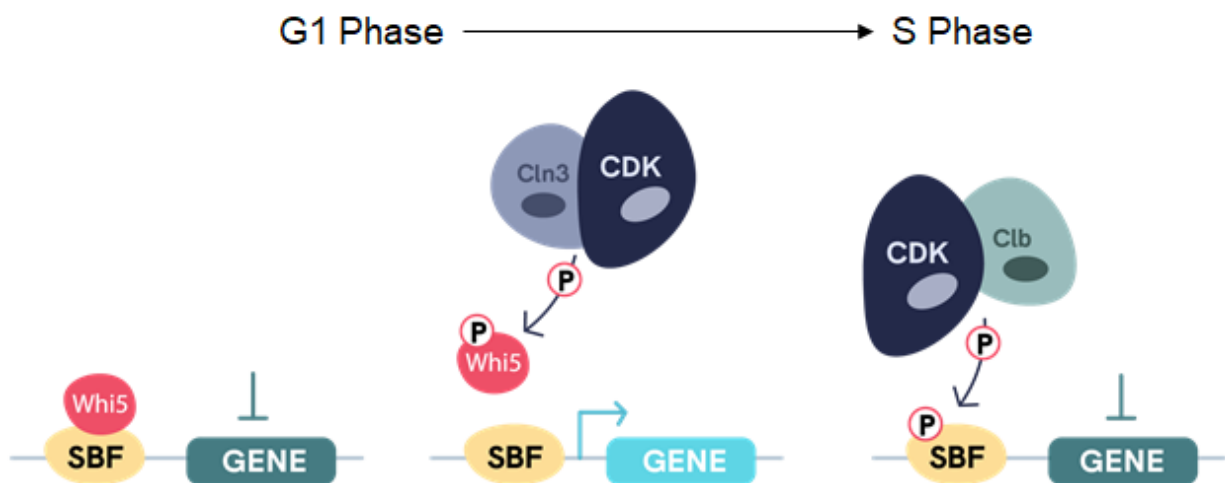 G1 Phase
S Phase
Cln3
CDK
P
P
Whi5
CDK
Clb
P
P
Whi5
SBF
GENE
SBF
GENE
SBF
GENE